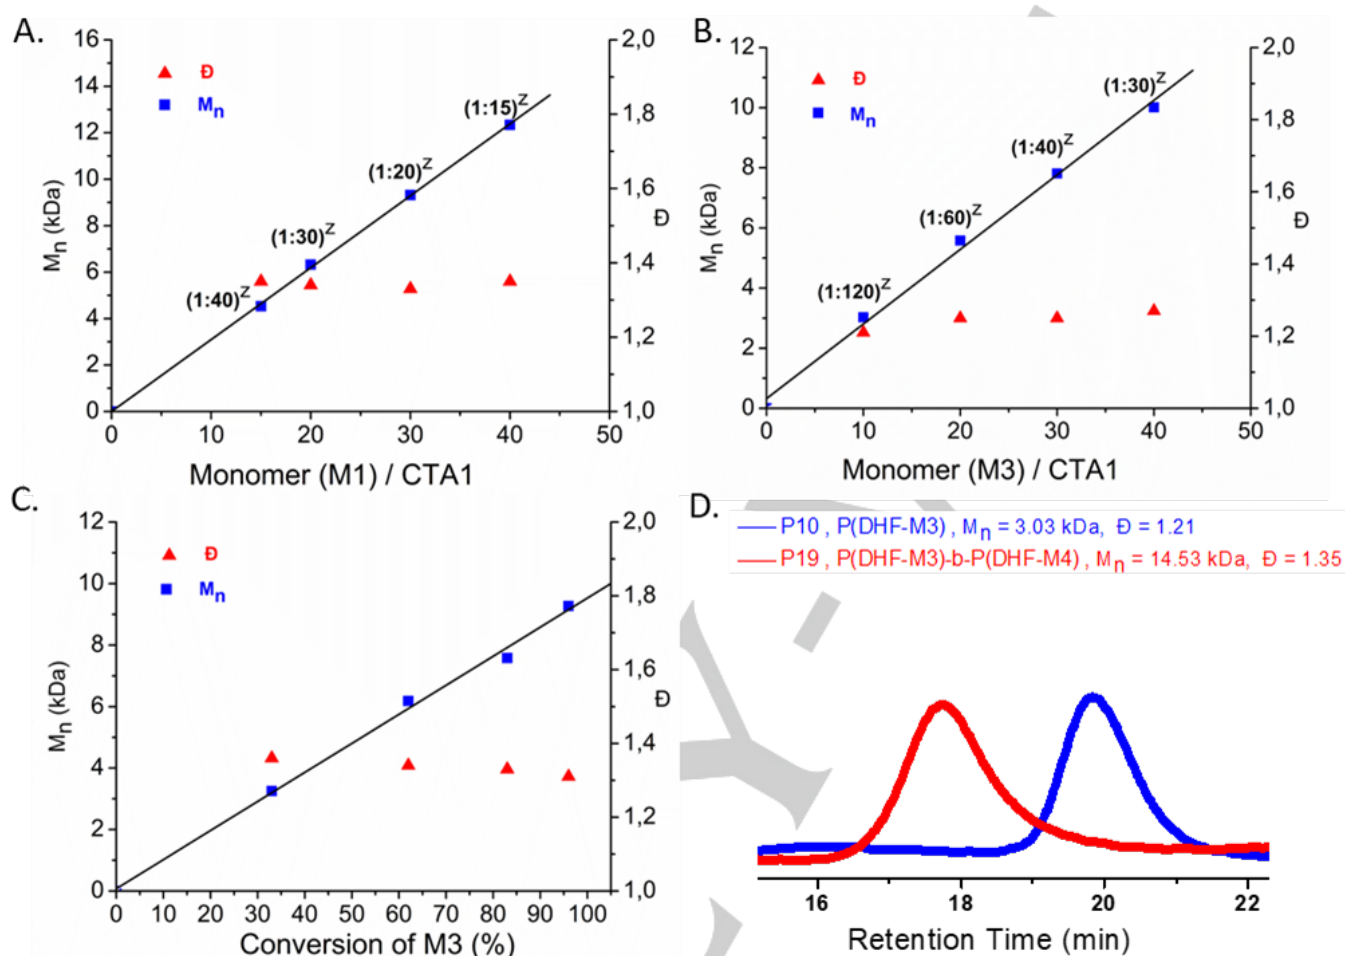 A.
16
14
12
10
8
6
4
2
0
Mn (kDa)
Đ
Mn
(1:40)Z
(1:30)Z
(1:20)Z
(1:15)Z
2,0
1,8
1,6
1,4
1,2
1,0
Đ
0 10 20 30 40 50
Monomer (M1) / CTA1
B.
12
10
8
6
4
2
0
Mn (kDa)
Đ
Mn
(1:120)Z
(1:60)Z
(1:40)Z
(1:30)Z
2,0
1,8
1,6
1,4
1,2
1,0
Đ
0 10 20 30 40 50
Monomer (M3) / CTA1
C.
12
10
8
6
4
2
0
Mn (kDa)
Đ
Mn
2,0
1,8
1,6
1,4
1,2
1,0
Đ
0 10 20 30 40 50 60 70 80 90 100
Conversion of M3 (%)
D.
P10 , P(DHF-M3) , Mn = 3.03 kDa, Đ = 1.21
P19 , P(DHF-M3)-b-P(DHF-M4) , Mn = 14.53 kDa, Đ = 1.35
16 18 20 22
Retention Time (min)